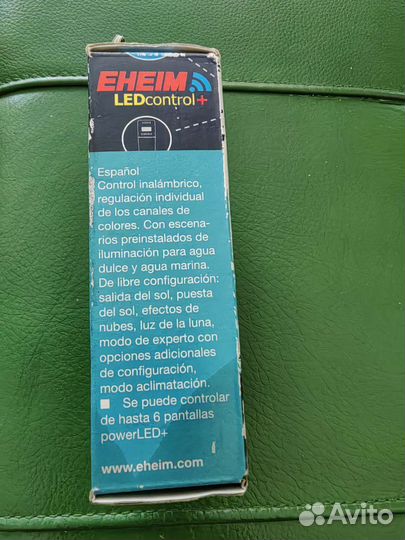 EHEIM
LEDcontrol+
Español
Control inalámbrico,
regulación individual
de los canales de
colores. Con escena-
rios preinstalados de
iluminación para agua
dulce y agua marina.
De libre configuración:
salida del sol, puesta
del sol, efectos de
nubes, luz de la luna,
modo de experto con
opciones adicionales
de configuración,
modo aclimatación.
■ Se puede controlar
de hasta 6 pantallas
powerLED+
www.eheim.com
Avito